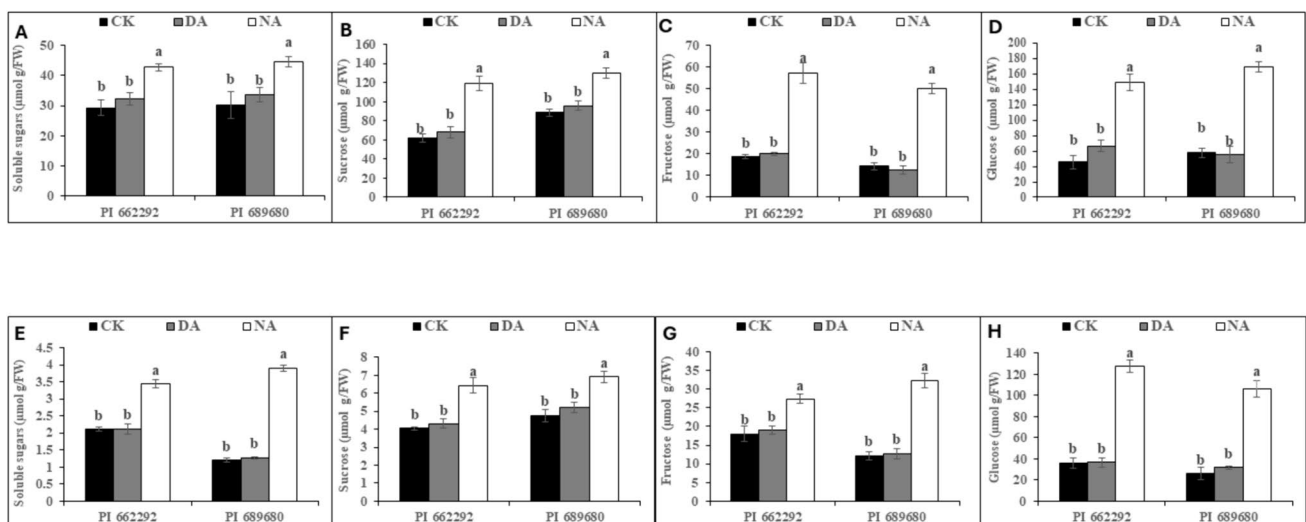 A
CK DA NA
Soluble sugars (µmol g/FW)
50
40
30
20
10
0
b b a b b a
PI 662292 PI 689680
B
CK DA NA
Sucrose (µmol g/FW)
160
140
120
100
80
60
40
20
0
b b a b b a
PI 662292 PI 689680
C
CK DA NA
Fructose (µmol g/FW)
70
60
50
40
30
20
10
0
b b a b b a
PI 662292 PI 689680
D
CK DA NA
Glucose (µmol g/FW)
200
180
160
140
120
100
80
60
40
20
0
b b a b b a
PI 662292 PI 689680
E
CK DA NA
Soluble sugars (µmol g/FW)
4.5
4
3.5
3
2.5
2
1.5
1
0.5
0
b b a b b a
PI 662292 PI 689680
F
CK DA NA
Sucrose (µmol g/FW)
8
6
4
2
0
b b a b b a
PI 662292 PI 689680
G
CK DA NA
Fructose (µmol g/FW)
40
35
30
25
20
15
10
5
0
b b a b b a
PI 662292 PI 689680
H
CK DA NA
Glucose (µmol g/FW)
140
120
100
80
60
40
20
0
b b a b b a
PI 662292 PI 689680